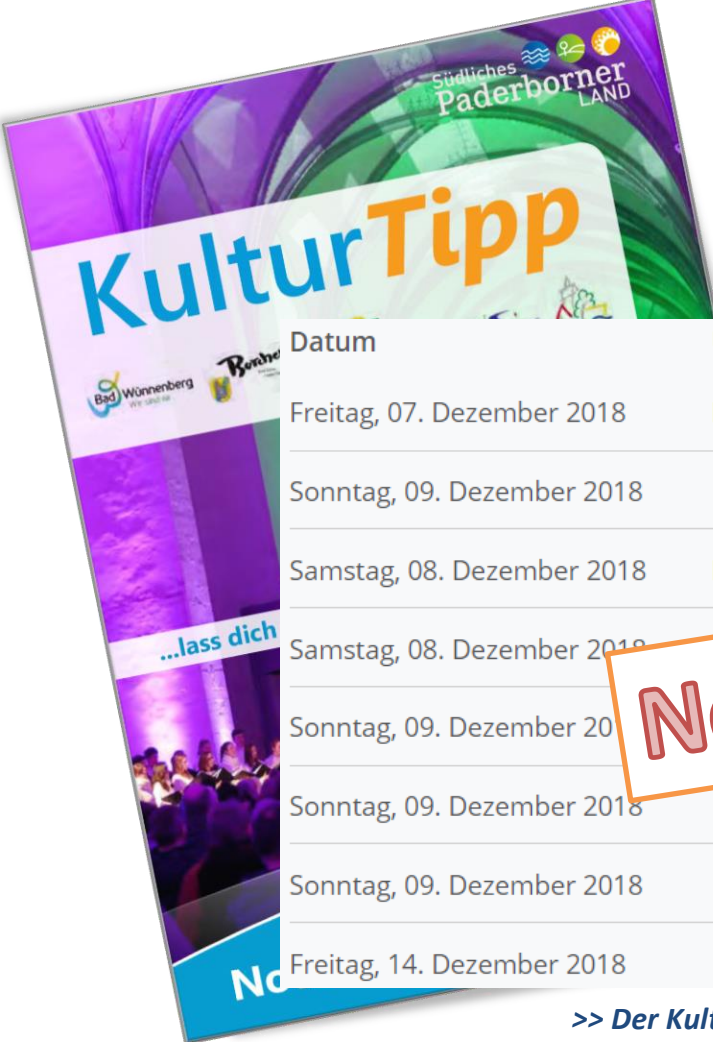 Südliches
Paderborner
LAND
KulturTipp
Bad Wünnenberg
Datum
Freitag, 07. Dezember 2018
Sonntag, 09. Dezember 2018
Samstag, 08. Dezember 2018
Samstag, 08. Dezember 2018
Sonntag, 09. Dezember 20
Sonntag, 09. Dezember 2018
Sonntag, 09. Dezember 2018
Freitag, 14. Dezember 2018
...lass dich
No
>> Der Kult